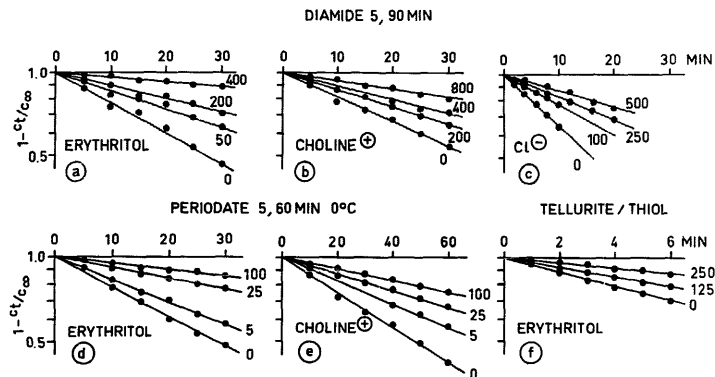 DIAMIDE 5, 90 MIN
0 10 20 30
0 10 20 30
0 10 20 30 MIN
1.0
0.5
1-ct/c∞
400
200
50
0
ERYTHRITOL
a
800
400
200
0
CHOLINE ⊕
b
500
250
100
0
Cl ⊖
c
PERIODATE 5, 60 MIN 0°C
TELLURITE / THIOL
0 10 20 30
0 20 40 60
0 2 4 6 MIN
1.0
0.5
1-ct/c∞
100
25
5
0
ERYTHRITOL
d
100
25
5
0
CHOLINE ⊕
e
250
125
0
ERYTHRITOL
f